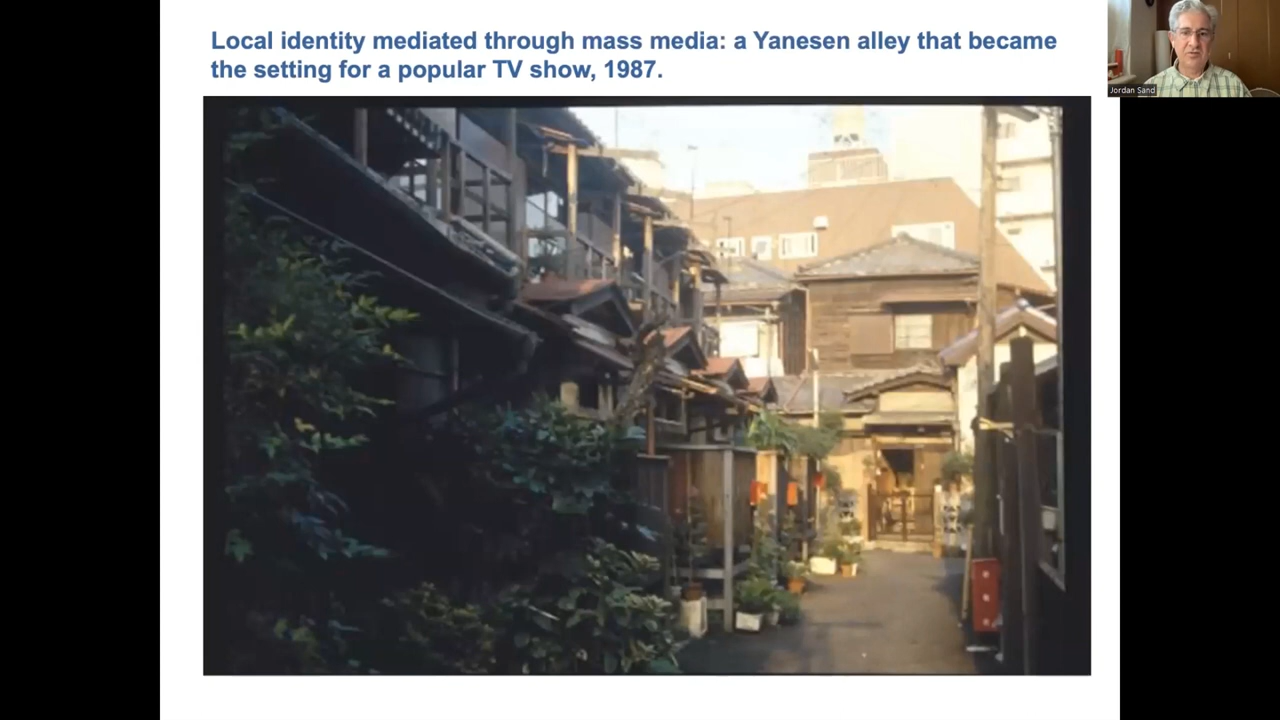 Local identity mediated through mass media: a Yanesen alley that became
the setting for a popular TV show, 1987.
Jordan Sand